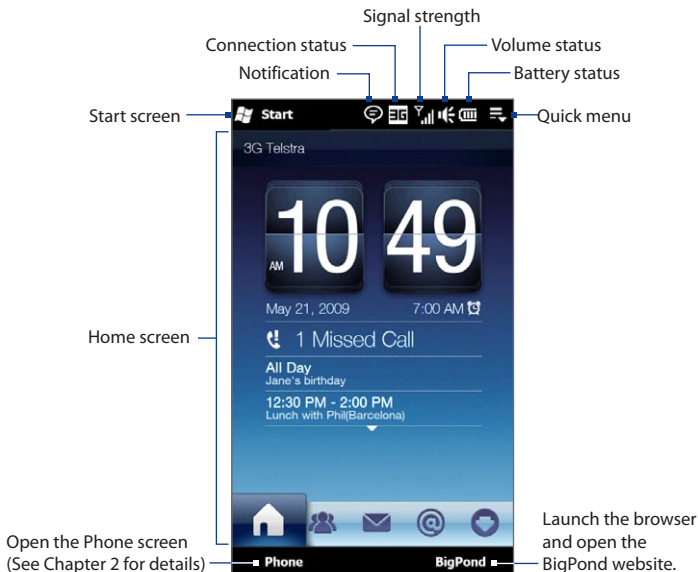 Signal strength
Connection status
Volume status
Notification
Battery status
Start screen
Start
3G
Quick menu
3G Telstra
10 49
AM
May 21, 2009 7:00 AM
Home screen
1 Missed Call
All Day
Jane's birthday
12:30 PM - 2:00 PM
Lunch with Phil(Barcelona)
Open the Phone screen
(See Chapter 2 for details)
Phone
BigPond
Launch the browser
and open the
BigPond website.